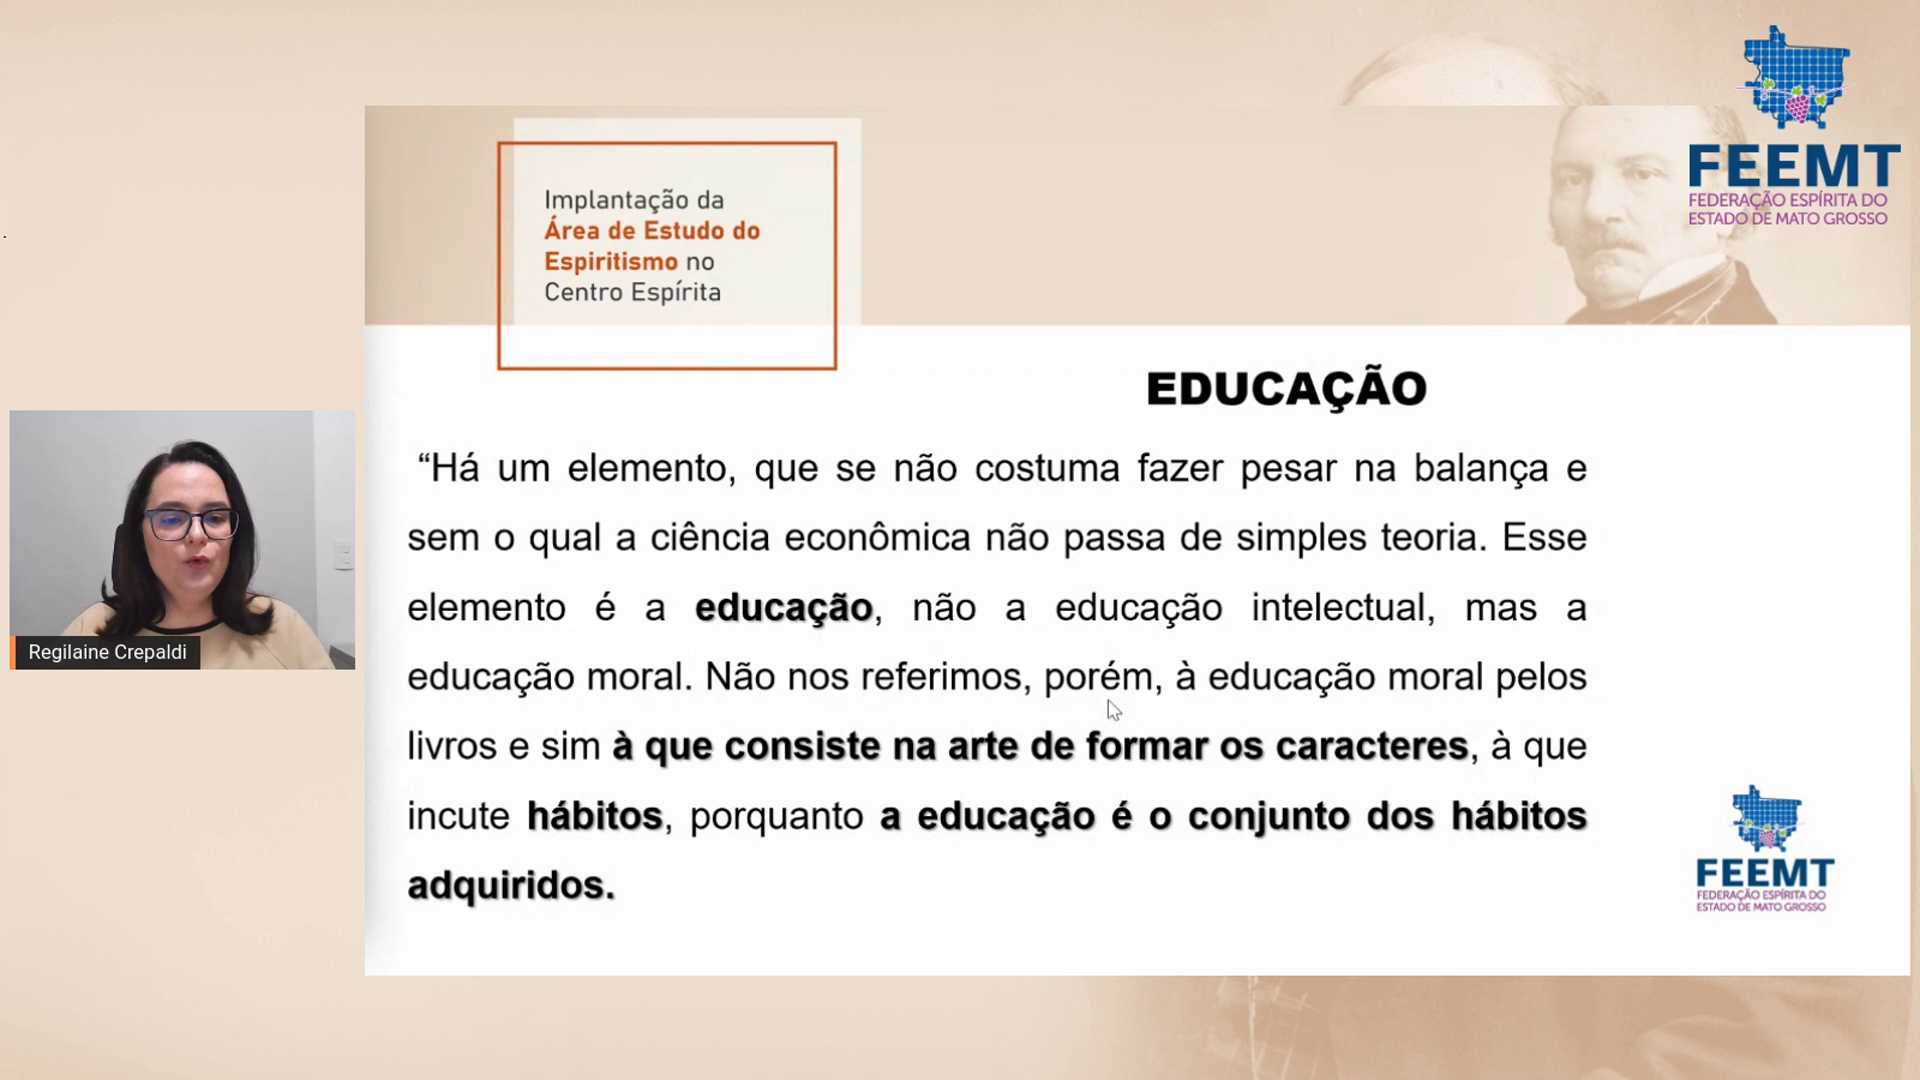 FEEMT
FEDERAÇÃO ESPÍRITA DO
ESTADO DE MATO GROSSO
Implantação da
Área de Estudo do
Espiritismo no
Centro Espírita
EDUCAÇÃO
“Há um elemento, que se não costuma fazer pesar na balança e
sem o qual a ciência econômica não passa de simples teoria. Esse
elemento é a educação, não a educação intelectual, mas a
educação moral. Não nos referimos, porém, à educação moral pelos
livros e sim à que consiste na arte de formar os caracteres, à que
incute hábitos, porquanto a educação é o conjunto dos hábitos
adquiridos.
Regilaine Crepaldi
FEEMT
FEDERAÇÃO ESPÍRITA DO
ESTADO DE MATO GROSSO